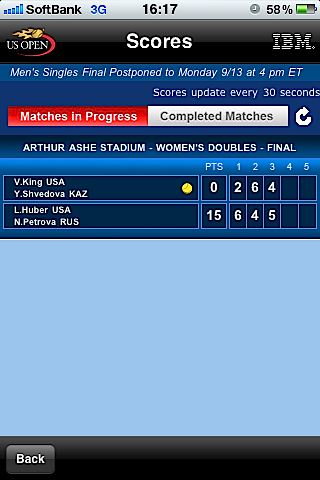 SoftBank 3G 16:17 58%
US OPEN Scores IBM.
Men's Singles Final Postponed to Monday 9/13 at 4 pm ET
Scores update every 30 seconds
Matches in Progress Completed Matches
ARTHUR ASHE STADIUM - WOMEN'S DOUBLES - FINAL
PTS 1 2 3 4 5
V.King USA
Y.Shvedova KAZ
0 2 6 4
L.Huber USA
N.Petrova RUS
15 6 4 5
Back